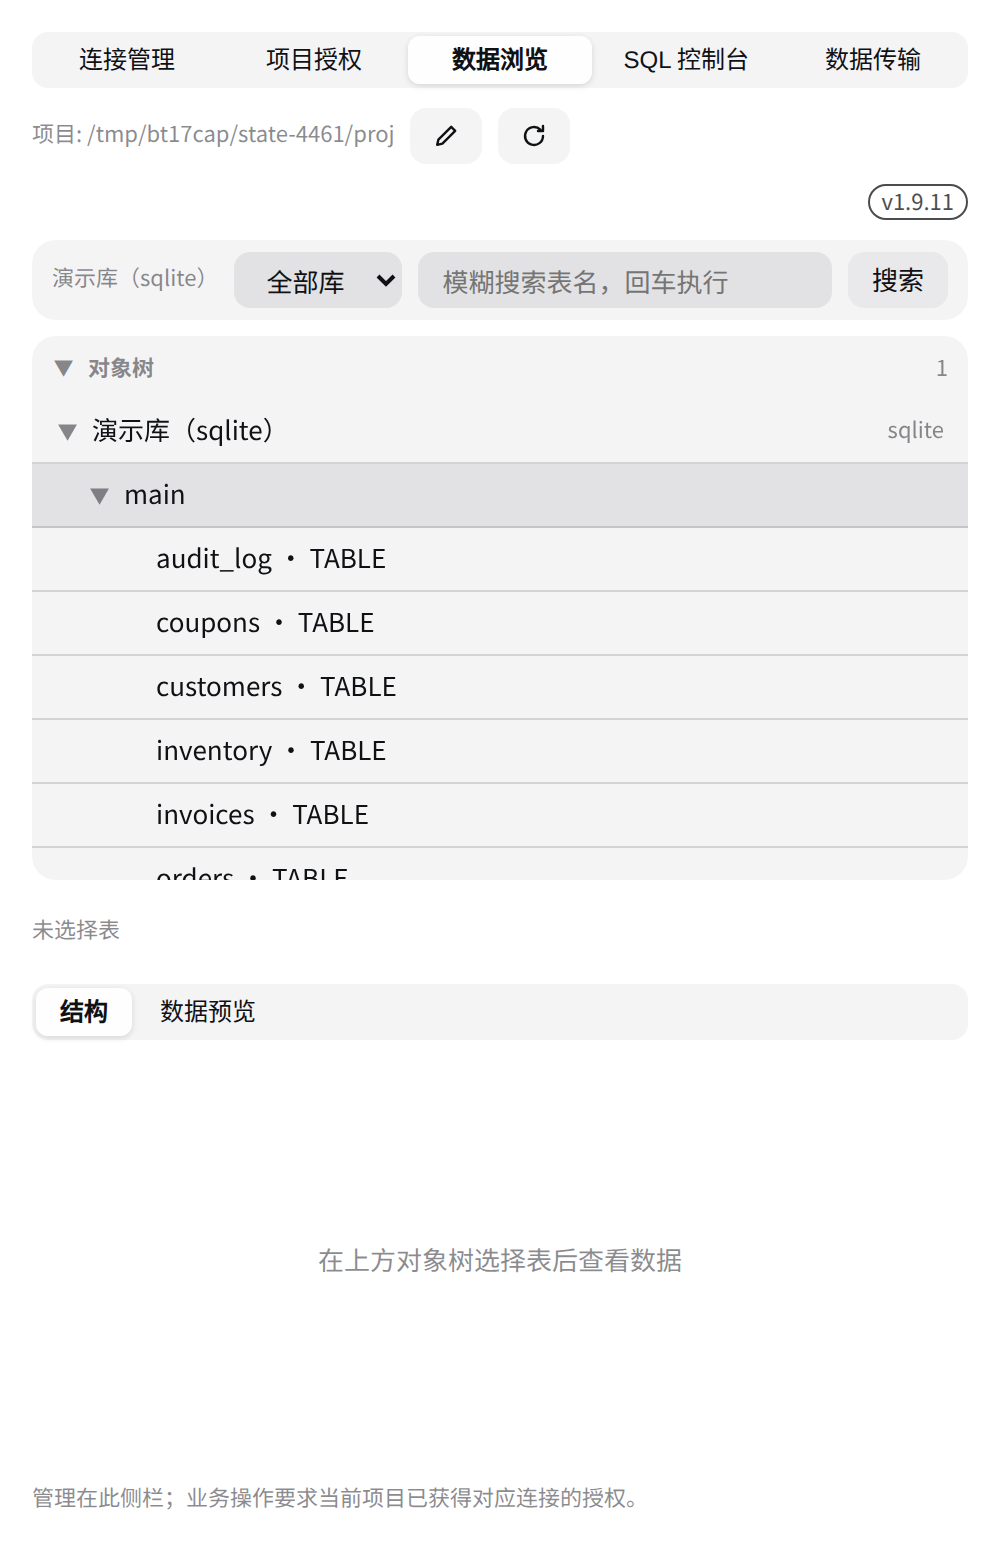 连接管理 项目授权 数据浏览 SQL 控制台 数据传输
项目: /tmp/bt17cap/state-4461/proj
v1.9.11
演示库（sqlite） 全部库 模糊搜索表名，回车执行 搜索
▼ 对象树 1
▼ 演示库（sqlite） sqlite
▼ main
audit_log · TABLE
coupons · TABLE
customers · TABLE
inventory · TABLE
invoices · TABLE
orders · TABLE
未选择表
结构 数据预览
在上方对象树选择表后查看数据
管理在此侧栏；业务操作要求当前项目已获得对应连接的授权。